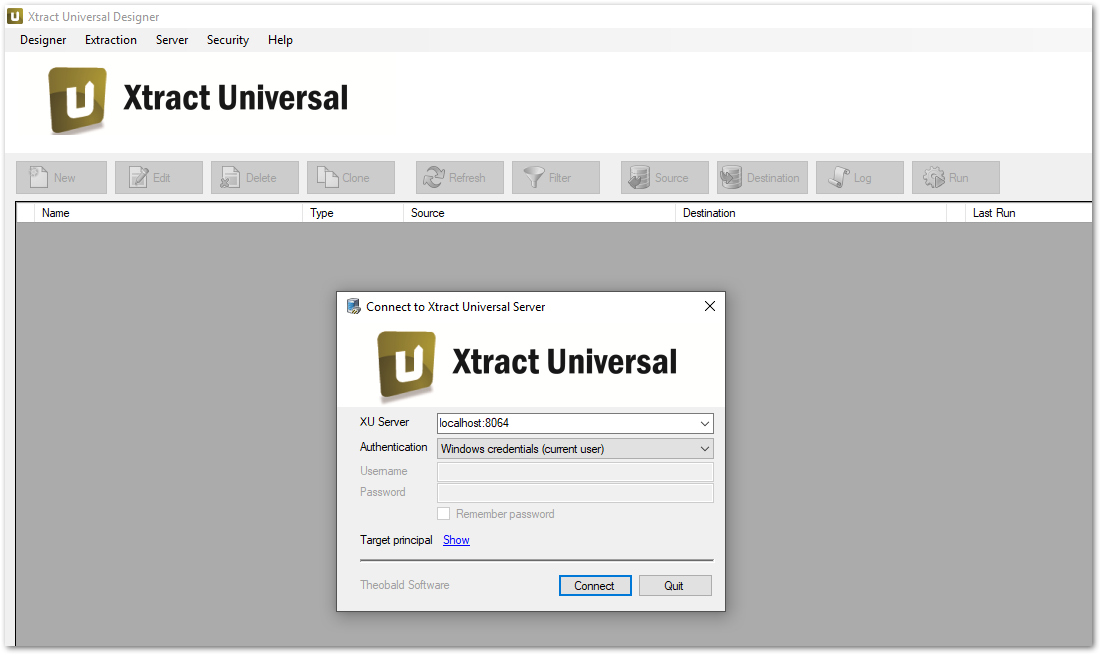 Xtract Universal Designer
Designer Extraction Server Security Help
Xtract Universal
New Edit Delete Clone Refresh Filter Source Destination Log Run
Name Type Source Destination Last Run
Connect to Xtract Universal Server
Xtract Universal
XU Server localhost:8064
Authentication Windows credentials (current user)
Username
Password
Remember password
Target principal Show
Theobald Software Connect Quit